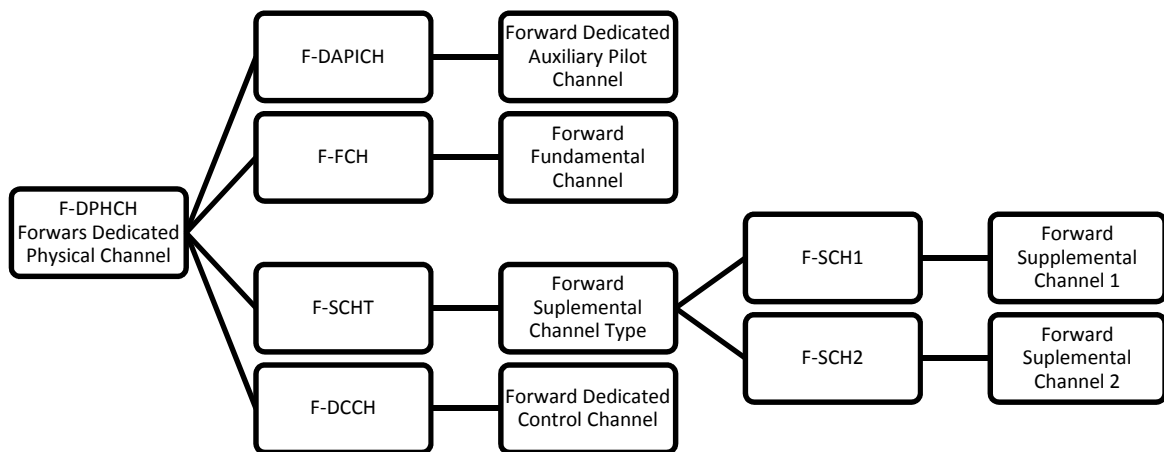 F-DPHCH
Forwars Dedicated
Physical Channel
F-DAPICH
Forward Dedicated
Auxiliary Pilot
Channel
F-FCH
Forward
Fundamental
Channel
F-SCHT
Forward
Suplemental
Channel Type
F-SCH1
Forward
Supplemental
Channel 1
F-SCH2
Forward
Suplemental
Channel 2
F-DCCH
Forward Dedicated
Control Channel